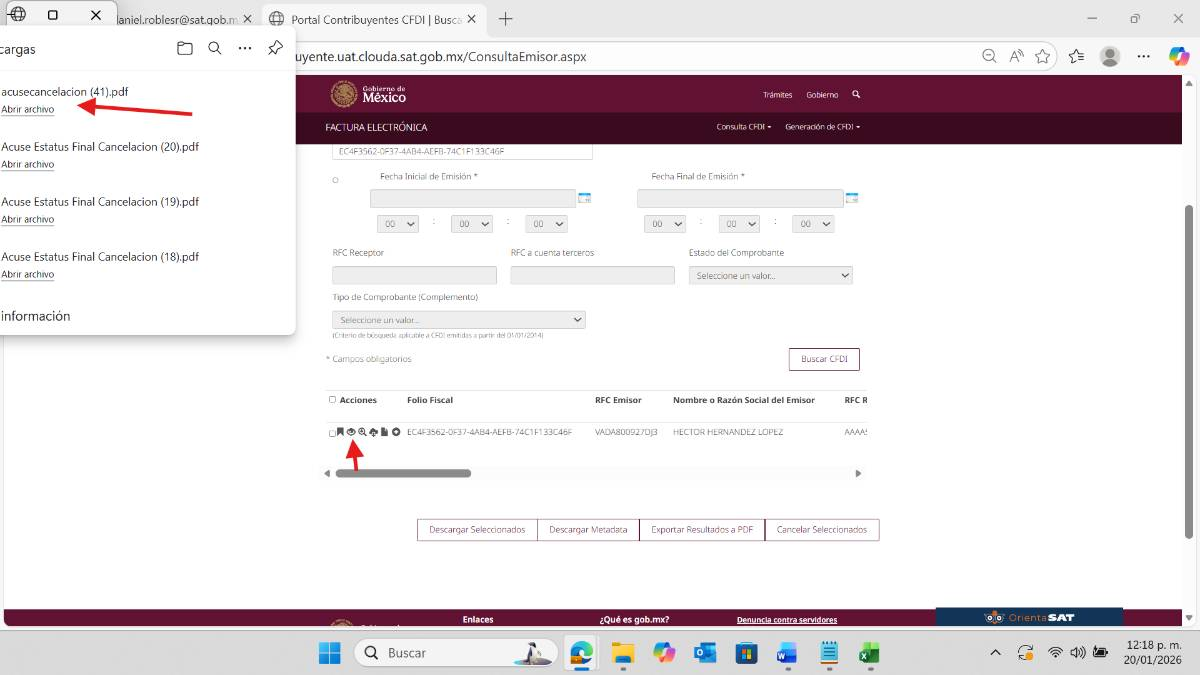 aniel.roblesr@sat.gob.m
Portal Contribuyentes CFDI | Busca
cargas
uyente.uat.clouda.sat.gob.mx/ConsultaEmisor.aspx
acusecancelacion (41).pdf
Abrir archivo
Acuse Estatus Final Cancelacion (20).pdf
Abrir archivo
Acuse Estatus Final Cancelacion (19).pdf
Abrir archivo
Acuse Estatus Final Cancelacion (18).pdf
Abrir archivo
información
Gobierno de
México
Trámites Gobierno
FACTURA ELECTRÓNICA
Consulta CFDI Generación de CFDI
EC4F3562-0F37-4AB4-AEFB-74C1F133C46F
Fecha Inicial de Emisión * Fecha Final de Emisión *
00 : 00 : 00 00 : 00 : 00
RFC Receptor RFC a cuenta terceros Estado del Comprobante
Seleccione un valor...
Tipo de Comprobante (Complemento)
Seleccione un valor...
(Criterio de búsqueda aplicable a CFDI emitidas a partir del 01/01/2014)
* Campos obligatorios
Buscar CFDI
Acciones Folio Fiscal RFC Emisor Nombre o Razón Social del Emisor RFC R
EC4F3562-0F37-4AB4-AEFB-74C1F133C46F VADA800927DJ3 HECTOR HERNANDEZ LOPEZ AAAAS
Descargar Seleccionados Descargar Metadata Exportar Resultados a PDF Cancelar Seleccionados
Enlaces ¿Qué es gob.mx? Denuncia contra servidores
OrientaSAT
Buscar
12:18 p. m.
20/01/2026